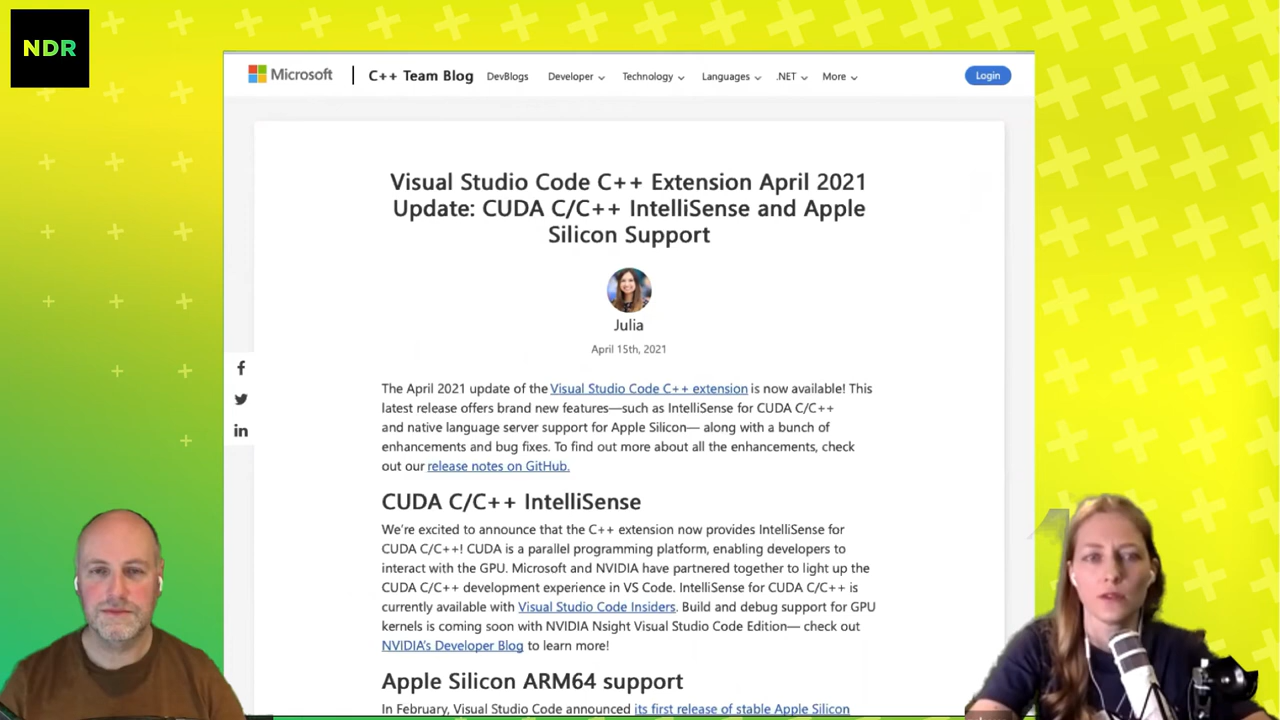 NDR
Microsoft
C++ Team Blog
DevBlogs
Developer
Technology
Languages
.NET
More
Login
Visual Studio Code C++ Extension April 2021
Update: CUDA C/C++ IntelliSense and Apple
Silicon Support
Julia
April 15th, 2021
The April 2021 update of the Visual Studio Code C++ extension is now available! This
latest release offers brand new features—such as IntelliSense for CUDA C/C++
and native language server support for Apple Silicon— along with a bunch of
enhancements and bug fixes. To find out more about all the enhancements, check
out our release notes on GitHub.
CUDA C/C++ IntelliSense
We're excited to announce that the C++ extension now provides IntelliSense for
CUDA C/C++! CUDA is a parallel programming platform, enabling developers to
interact with the GPU. Microsoft and NVIDIA have partnered together to light up the
CUDA C/C++ development experience in VS Code. IntelliSense for CUDA C/C++ is
currently available with Visual Studio Code Insiders. Build and debug support for GPU
kernels is coming soon with NVIDIA Nsight Visual Studio Code Edition— check out
NVIDIA's Developer Blog to learn more!
Apple Silicon ARM64 support
In February, Visual Studio Code announced its first release of stable Apple Silicon